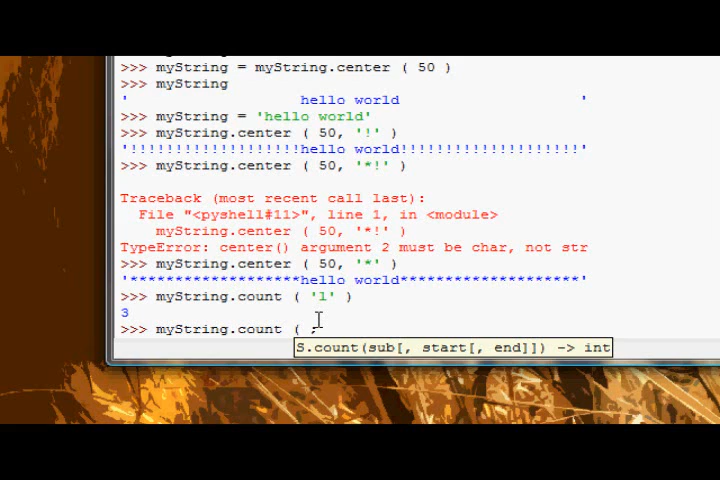 >>> myString = myString.center ( 50 )
>>> myString
'                   hello world                    '
>>> myString = 'hello world'
>>> myString.center ( 50, '!' )
'!!!!!!!!!!!!!!!!!!!hello world!!!!!!!!!!!!!!!!!!!!'
>>> myString.center ( 50, '*!' )
Traceback (most recent call last):
  File "<pyshell#11>", line 1, in <module>
    myString.center ( 50, '*!' )
TypeError: center() argument 2 must be char, not str
>>> myString.center ( 50, '*' )
'*******************hello world********************'
>>> myString.count ( 'l' )
3
>>> myString.count (
S.count(sub[, start[, end]]) -> int